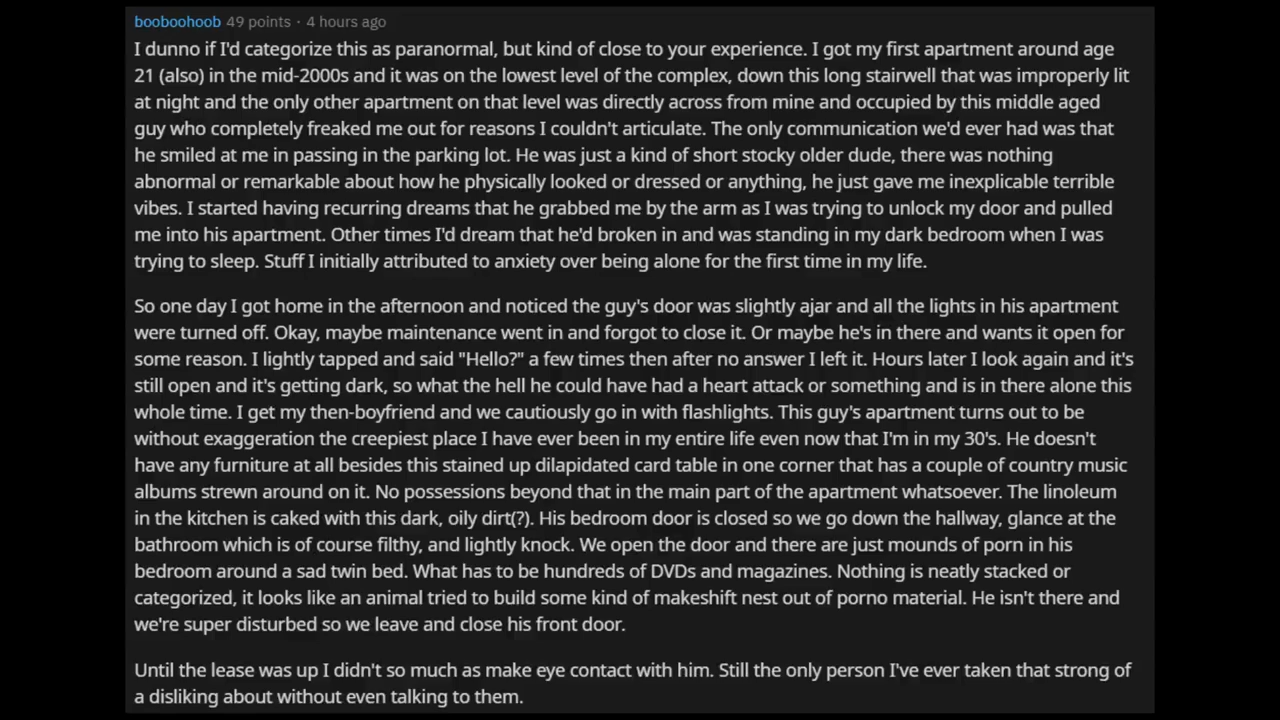 booboohoob 49 points · 4 hours ago
I dunno if I'd categorize this as paranormal, but kind of close to your experience. I got my first apartment around age
21 (also) in the mid-2000s and it was on the lowest level of the complex, down this long stairwell that was improperly lit
at night and the only other apartment on that level was directly across from mine and occupied by this middle aged
guy who completely freaked me out for reasons I couldn't articulate. The only communication we'd ever had was that
he smiled at me in passing in the parking lot. He was just a kind of short stocky older dude, there was nothing
abnormal or remarkable about how he physically looked or dressed or anything, he just gave me inexplicable terrible
vibes. I started having recurring dreams that he grabbed me by the arm as I was trying to unlock my door and pulled
me into his apartment. Other times I'd dream that he'd broken in and was standing in my dark bedroom when I was
trying to sleep. Stuff I initially attributed to anxiety over being alone for the first time in my life.
So one day I got home in the afternoon and noticed the guy's door was slightly ajar and all the lights in his apartment
were turned off. Okay, maybe maintenance went in and forgot to close it. Or maybe he's in there and wants it open for
some reason. I lightly tapped and said "Hello?" a few times then after no answer I left it. Hours later I look again and it's
still open and it's getting dark, so what the hell he could have had a heart attack or something and is in there alone this
whole time. I get my then-boyfriend and we cautiously go in with flashlights. This guy's apartment turns out to be
without exaggeration the creepiest place I have ever been in my entire life even now that I'm in my 30's. He doesn't
have any furniture at all besides this stained up dilapidated card table in one corner that has a couple of country music
albums strewn around on it. No possessions beyond that in the main part of the apartment whatsoever. The linoleum
in the kitchen is caked with this dark, oily dirt(?). His bedroom door is closed so we go down the hallway, glance at the
bathroom which is of course filthy, and lightly knock. We open the door and there are just mounds of porn in his
bedroom around a sad twin bed. What has to be hundreds of DVDs and magazines. Nothing is neatly stacked or
categorized, it looks like an animal tried to build some kind of makeshift nest out of porno material. He isn't there and
we're super disturbed so we leave and close his front door.
Until the lease was up I didn't so much as make eye contact with him. Still the only person I've ever taken that strong of
a disliking about without even talking to them.